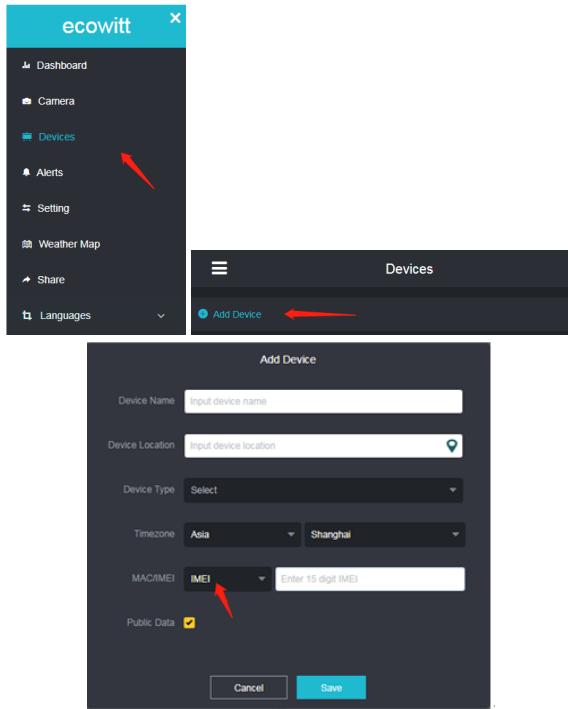 ecowitt
×
Dashboard
Camera
Devices
Alerts
Setting
Weather Map
Share
Languages
Devices
Add Device
Add Device
Device Name Input device name
Device Location Input device location
Device Type Select
Timezone Asia Shanghai
MAC/IMEI IMEI Enter 15 digit IMEI
Public Data
Cancel Save
.